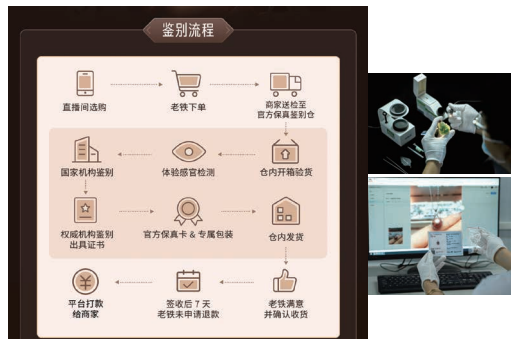 鉴别流程
直播间选购
老铁下单
商家送检至
官方保真鉴别仓
国家机构鉴别
体验感官检测
仓内开箱验货
权威机构鉴别
出具证书
官方保真卡 & 专属包装
仓内发货
平台打款
给商家
签收后 7 天
老铁未申请退款
老铁满意
并确认收货